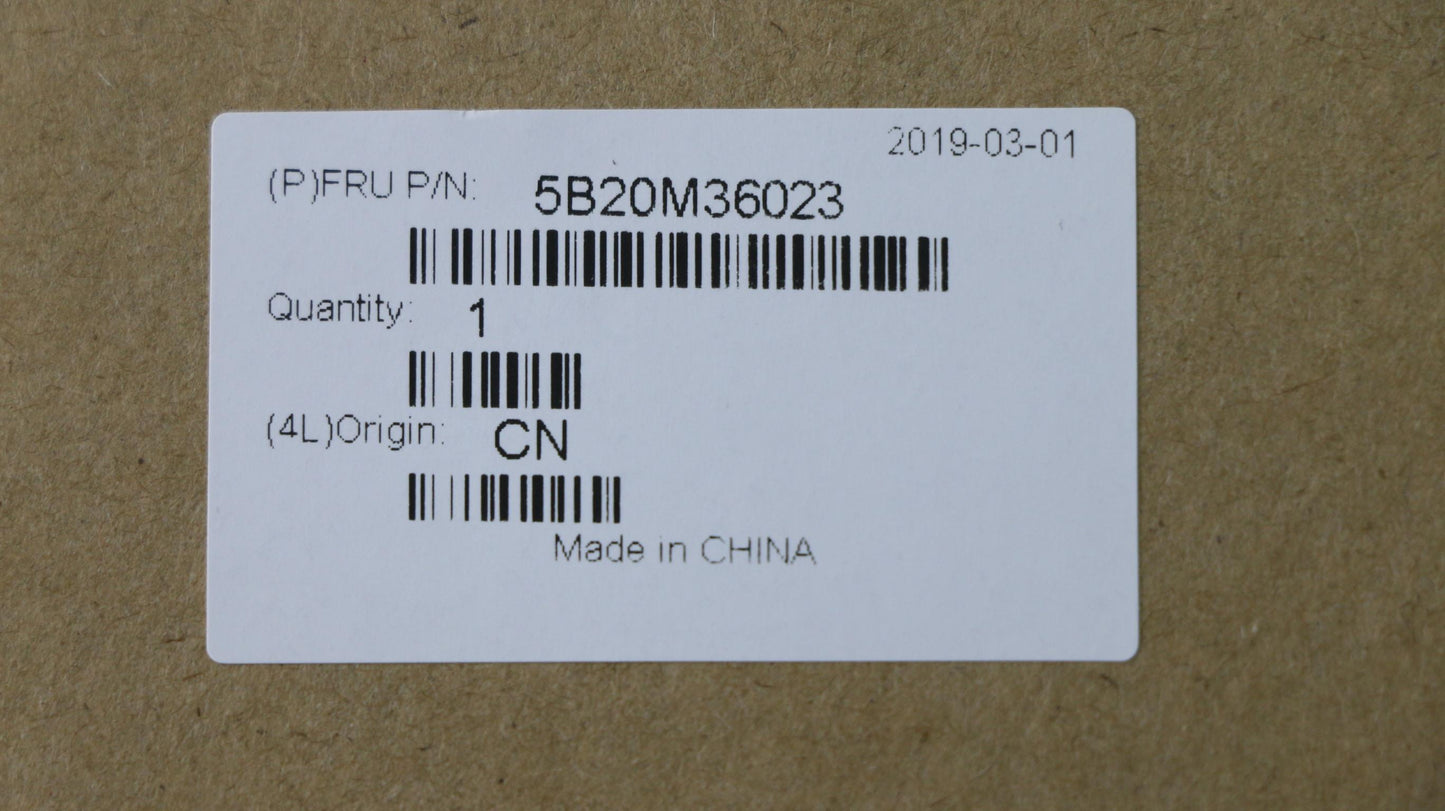 2019-03-01
(P)FRU P/N: 5B20M36023
Quantity: 1
(4L)Origin: CN
Made in CHINA